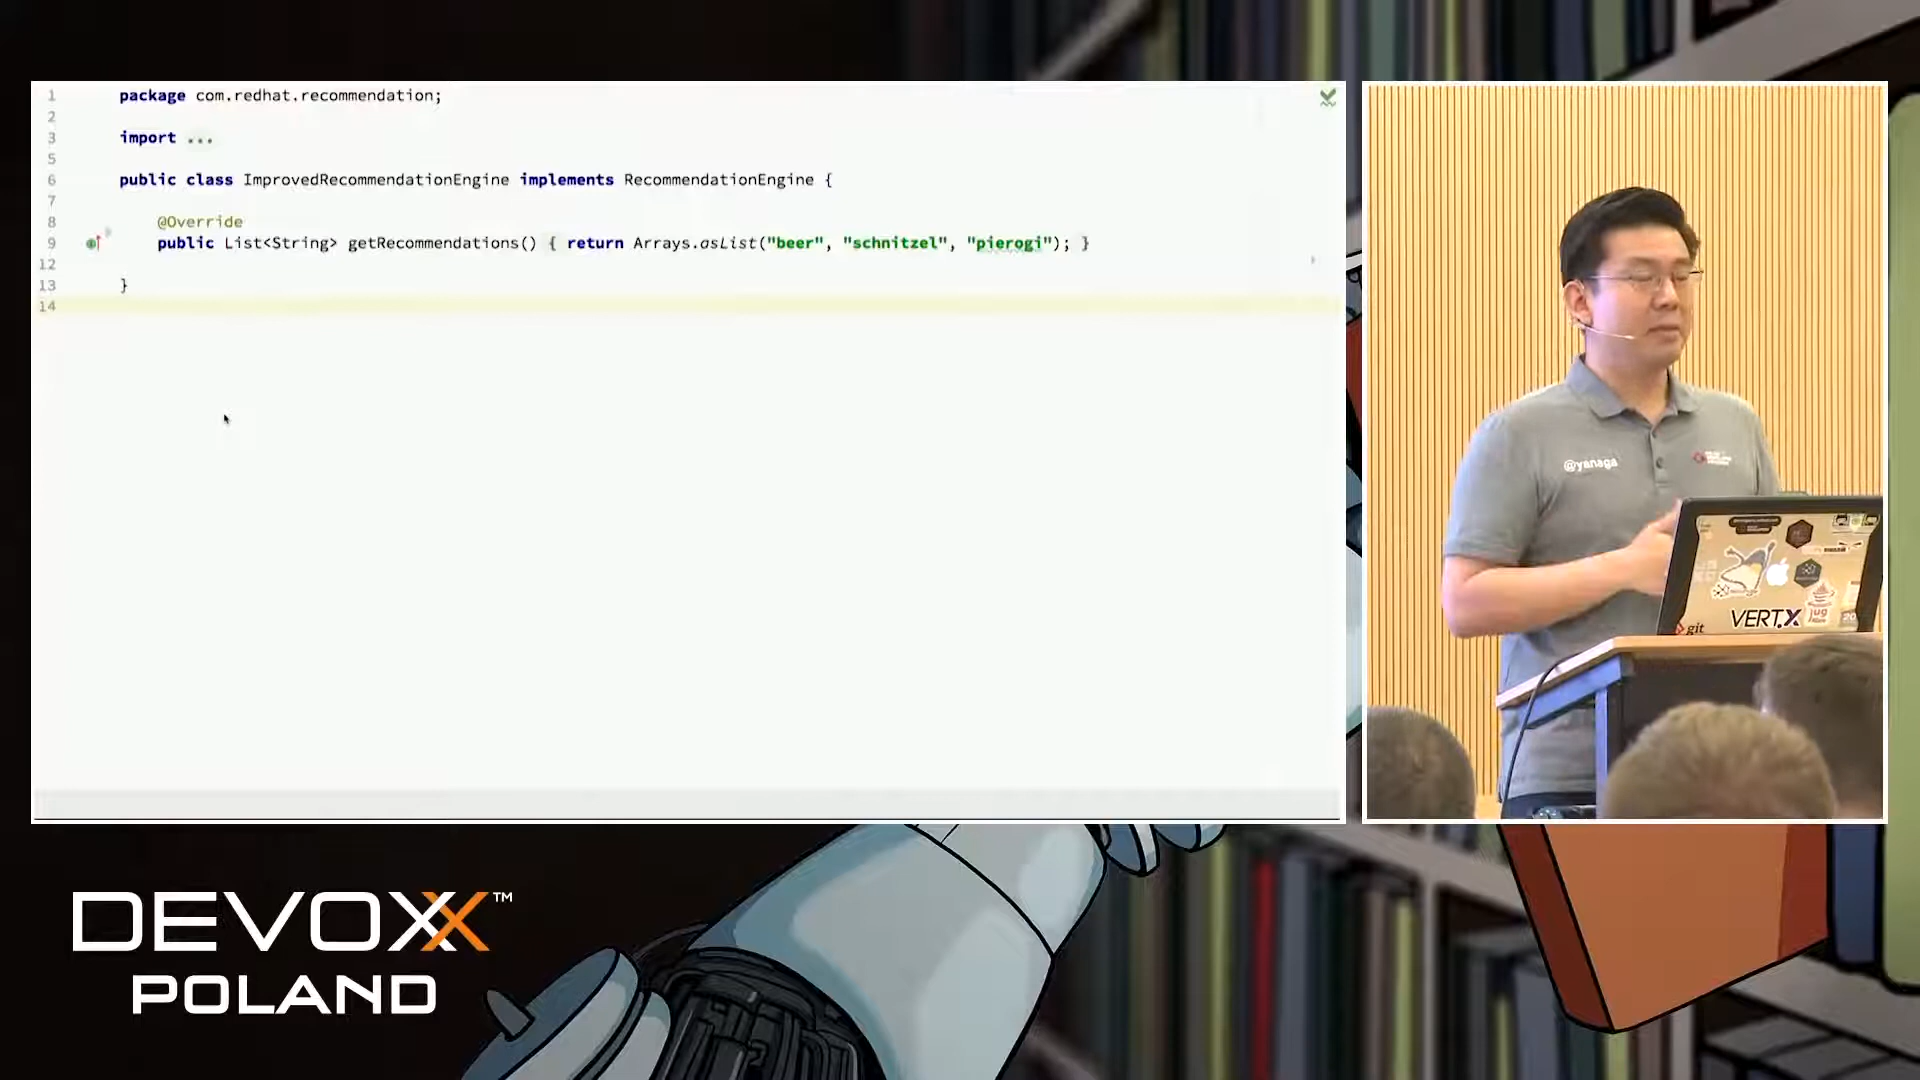 1 package com.redhat.recommendation;
2
3 import ...
5
6 public class ImprovedRecommendationEngine implements RecommendationEngine {
7
8 @Override
9 public List<String> getRecommendations() { return Arrays.asList("beer", "schnitzel", "pierogi"); }
12
13 }
14
@yanaga
VERT.X
git
jug
DEVOXX™
POLAND